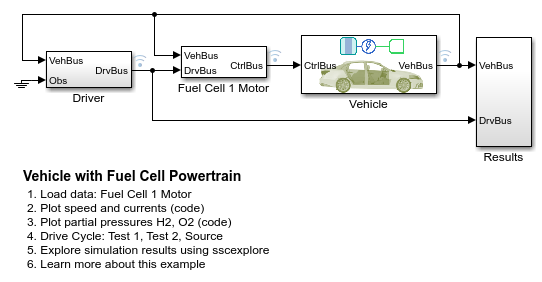 VehBus
Obs
DrvBus
Driver
VehBus
DrvBus
CtrlBus
Fuel Cell 1 Motor
CtrlBus
VehBus
Vehicle
VehBus
DrvBus
Results
Vehicle with Fuel Cell Powertrain
1. Load data: Fuel Cell 1 Motor
2. Plot speed and currents (code)
3. Plot partial pressures H2, O2 (code)
4. Drive Cycle: Test 1, Test 2, Source
5. Explore simulation results using sscexplore
6. Learn more about this example